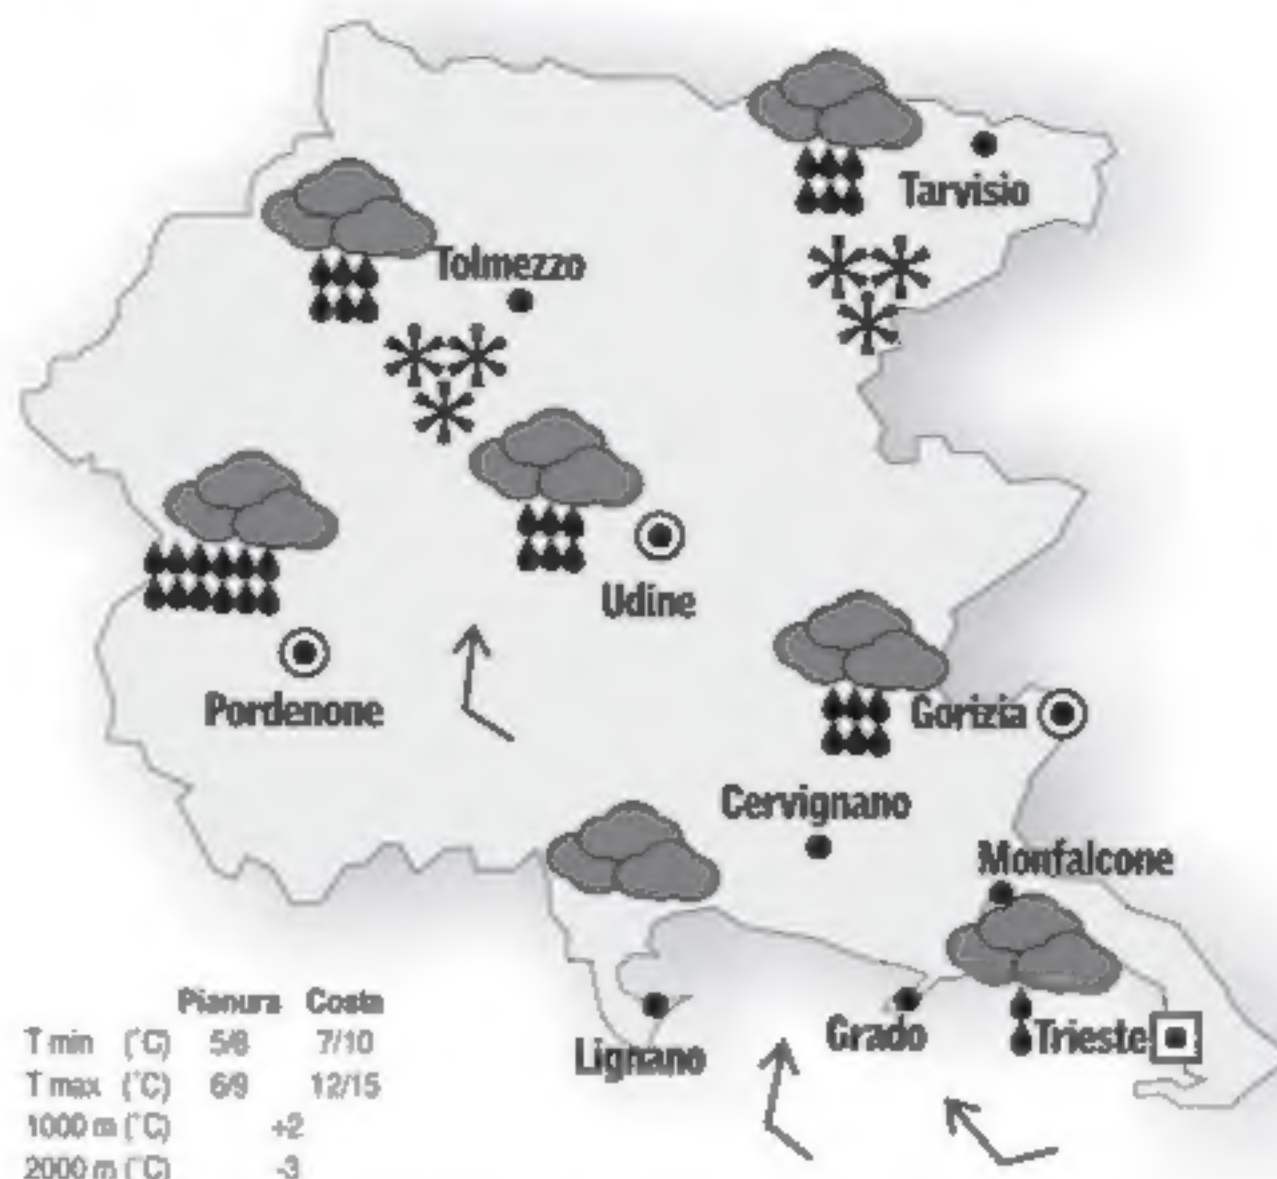 Tarvisio
Tolmezzo
Udine
Pordenone
Gorizia
Cervignano
Monfalcone
Grado
Trieste
Lignano
Pianura Costa
T min (°C) 5/8 7/10
T max (°C) 6/9 12/15
1000 m (°C) +2
2000 m (°C) -3